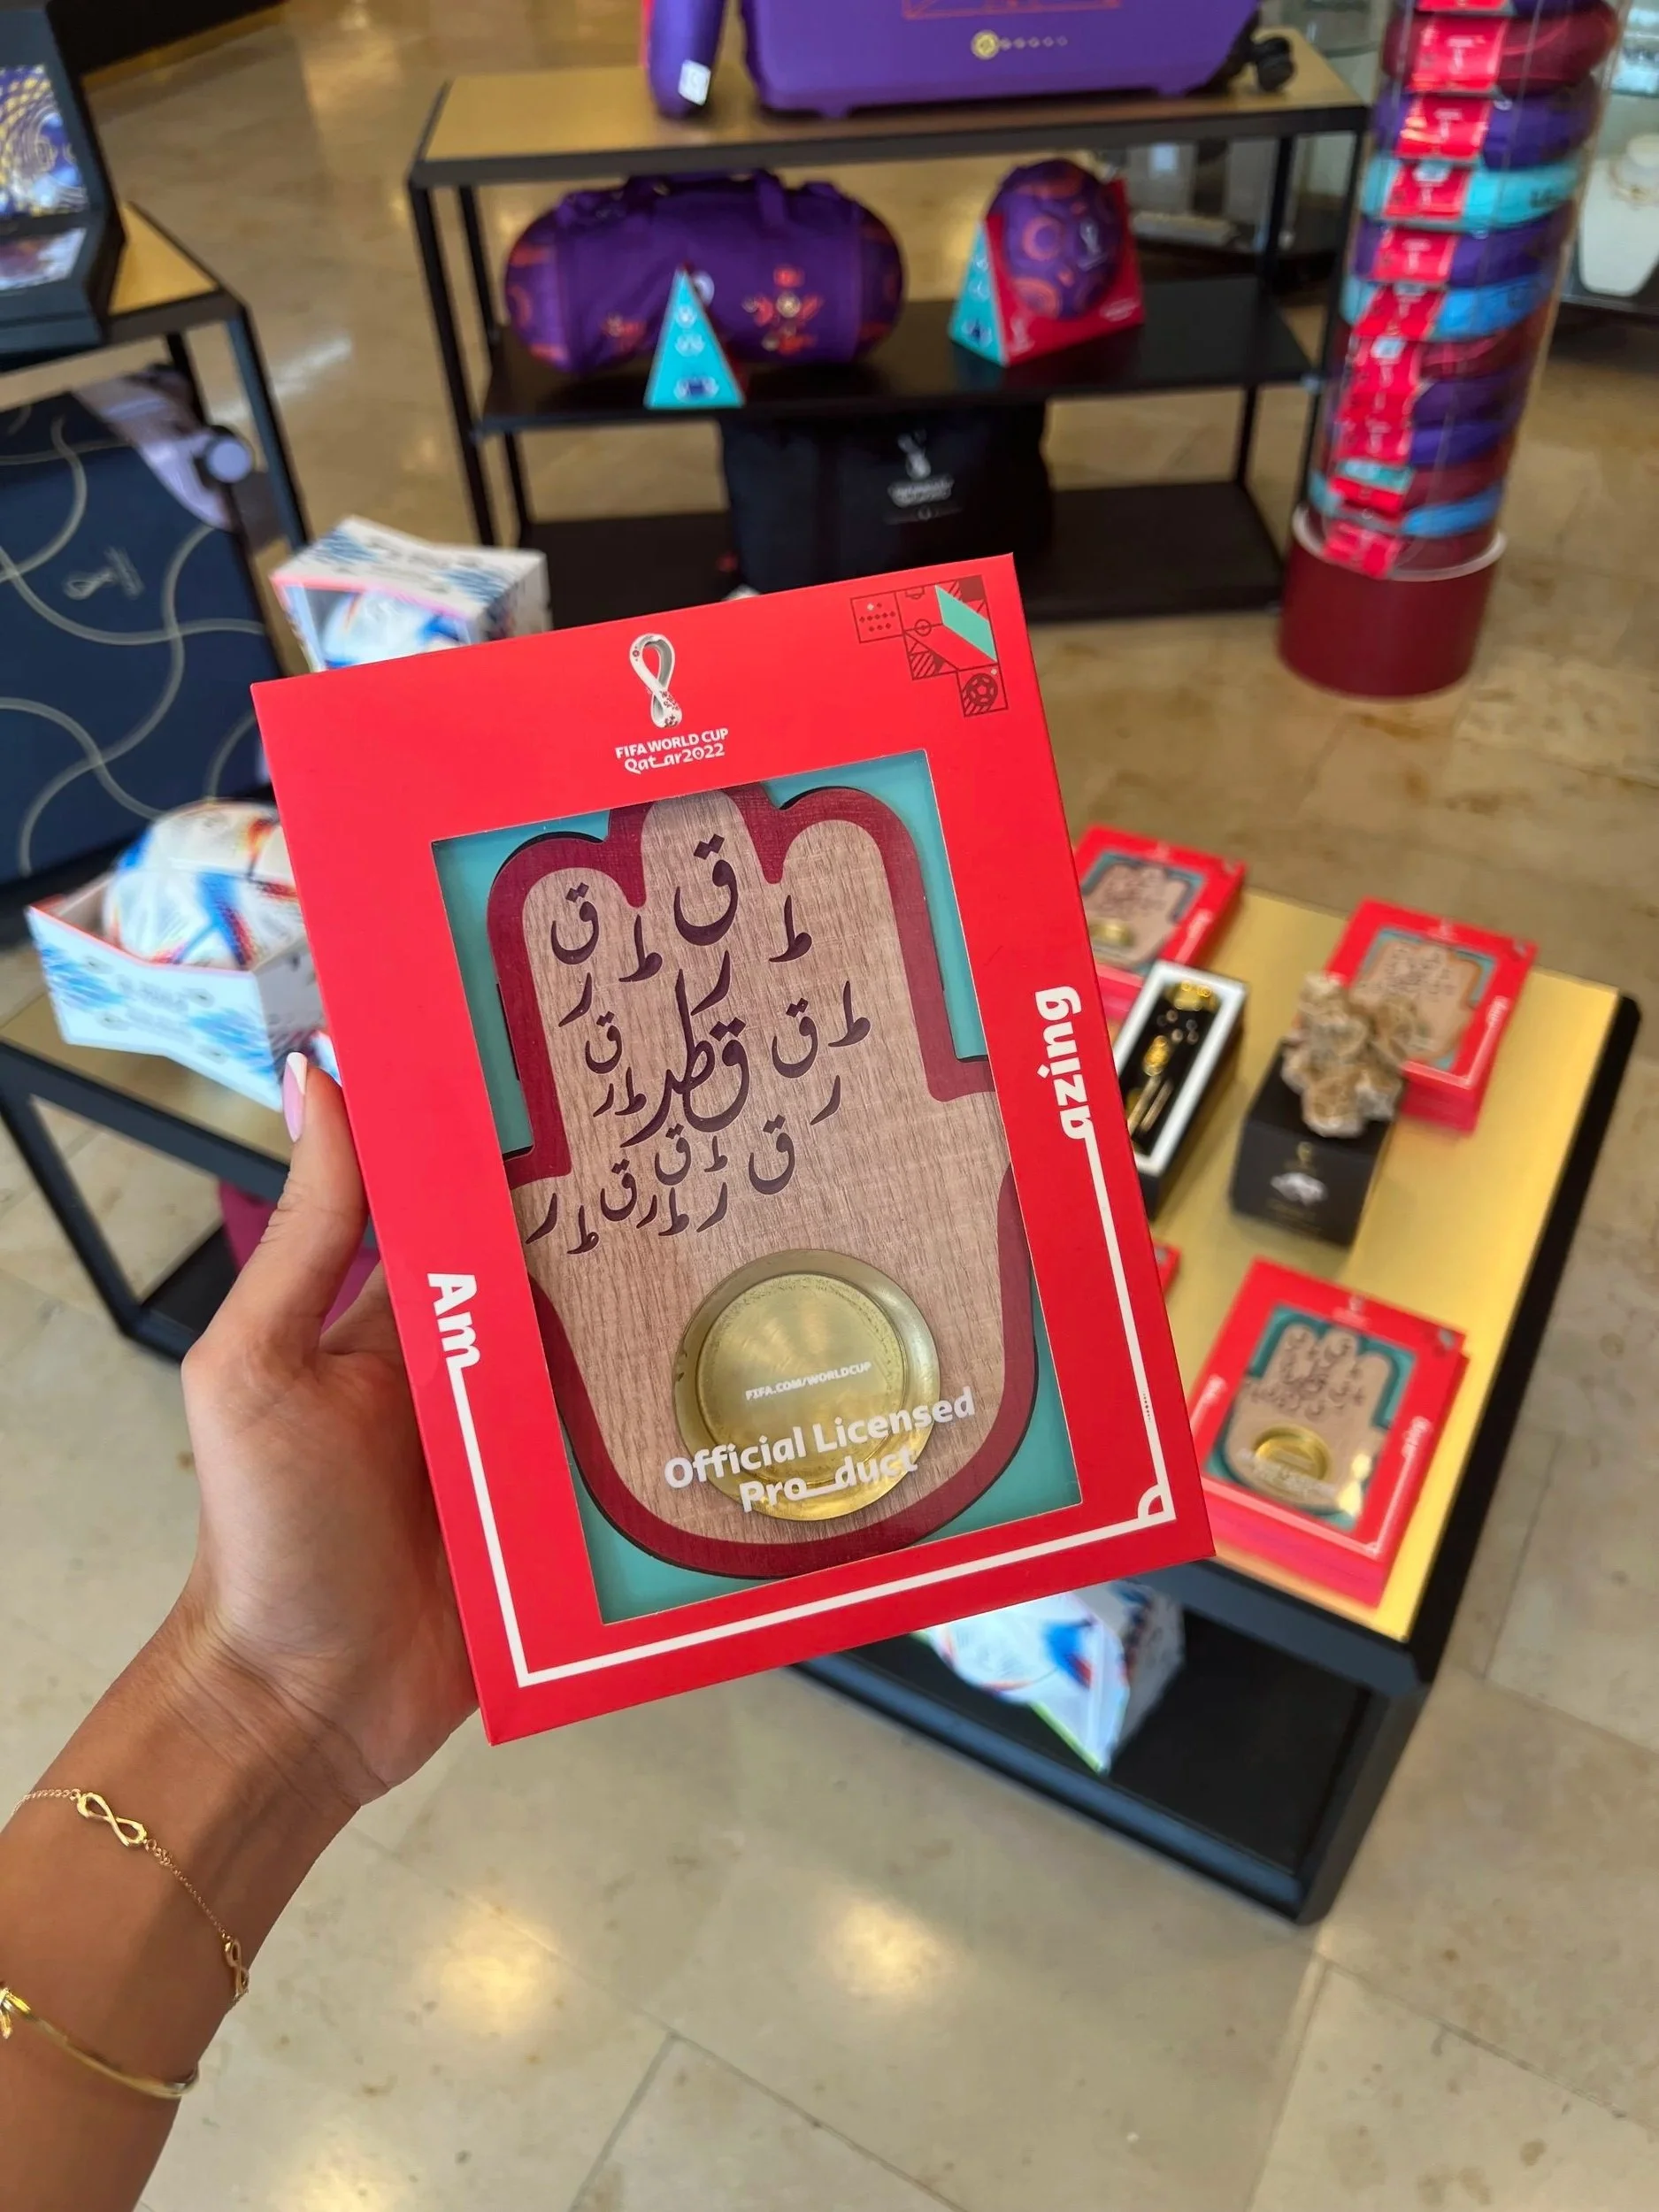 FIFA WORLD CUP
Qatar2022
ق
ق
ط
ط
ر
ر
ق
ط
ق
قطر
ق
ط
ر
ر
ق
ط
ق
ق
ر
ط
ر
ط
ر
Am
azing
FIFA.COM/WORLDCUP
Official Licensed
Product